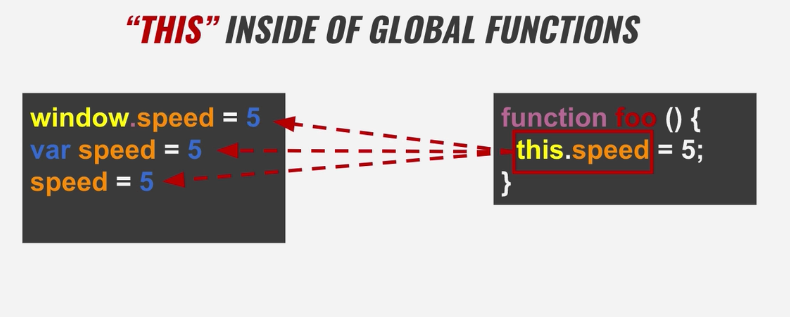 “THIS” INSIDE OF GLOBAL FUNCTIONS
window.speed = 5
var speed = 5
speed = 5
function foo () {
this.speed = 5;
}